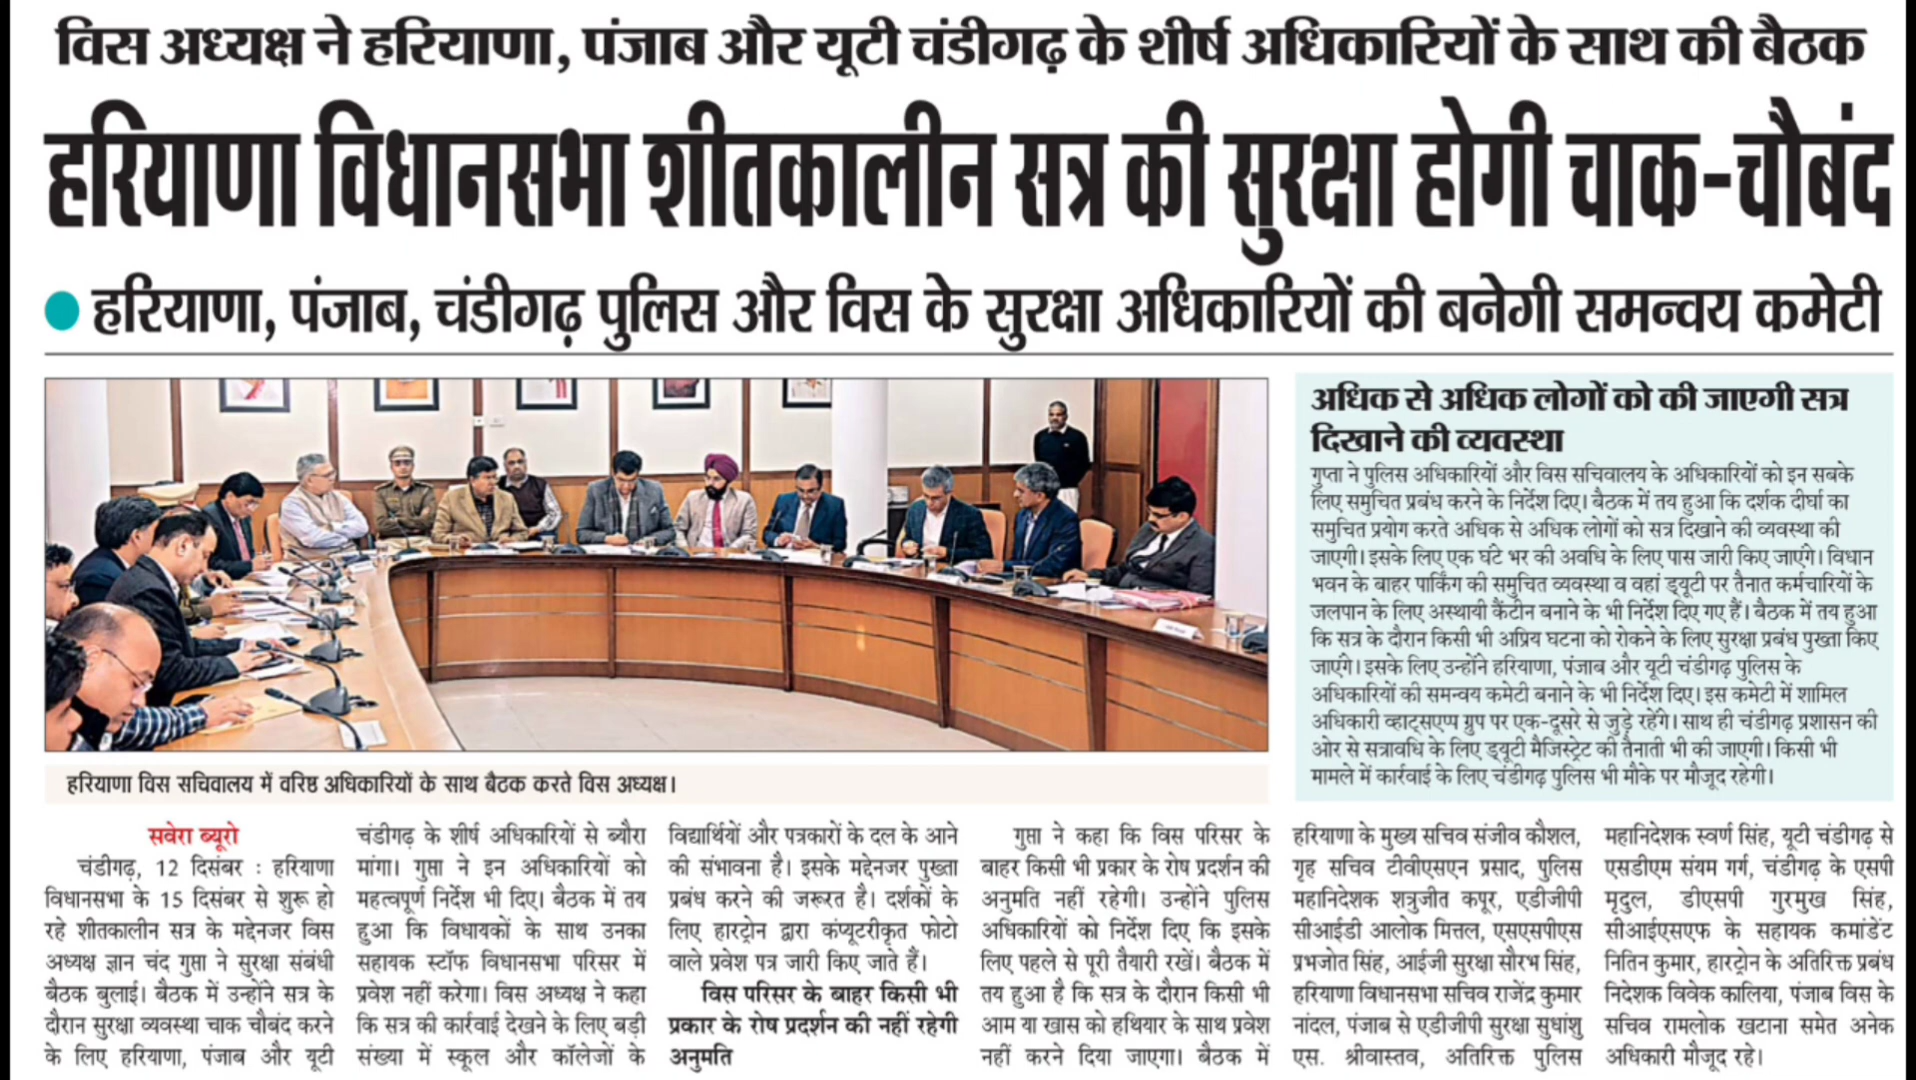 विस अध्यक्ष ने हरियाणा, पंजाब और यूटी चंडीगढ़ के शीर्ष अधिकारियों के साथ की बैठक
हरियाणा विधानसभा शीतकालीन सत्र की सुरक्षा होगी चाक-चौबंद
हरियाणा, पंजाब, चंडीगढ़ पुलिस और विस के सुरक्षा अधिकारियों की बनेगी समन्वय कमेटी
हरियाणा विस सचिवालय में वरिष्ठ अधिकारियों के साथ बैठक करते विस अध्यक्ष।
अधिक से अधिक लोगों को की जाएगी सत्र
दिखाने की व्यवस्था
गुप्ता ने पुलिस अधिकारियों और विस सचिवालय के अधिकारियों को इन सबके
लिए समुचित प्रबंध करने के निर्देश दिए। बैठक में तय हुआ कि दर्शक दीर्घा का
समुचित प्रयोग करते अधिक से अधिक लोगों को सत्र दिखाने की व्यवस्था की
जाएगी। इसके लिए एक घंटे भर की अवधि के लिए पास जारी किए जाएंगे। विधान
भवन के बाहर पार्किंग की समुचित व्यवस्था व वहां ड्यूटी पर तैनात कर्मचारियों के
जलपान के लिए अस्थायी कैंटीन बनाने के भी निर्देश दिए गए हैं। बैठक में तय हुआ
कि सत्र के दौरान किसी भी अप्रिय घटना को रोकने के लिए सुरक्षा प्रबंध पुख्ता किए
जाएंगे। इसके लिए उन्होंने हरियाणा, पंजाब और यूटी चंडीगढ़ पुलिस के
अधिकारियों की समन्वय कमेटी बनाने के भी निर्देश दिए। इस कमेटी में शामिल
अधिकारी व्हाट्सएप्प ग्रुप पर एक-दूसरे से जुड़े रहेंगे। साथ ही चंडीगढ़ प्रशासन की
ओर से सत्रावधि के लिए ड्यूटी मैजिस्ट्रेट की तैनाती भी की जाएगी। किसी भी
मामले में कार्रवाई के लिए चंडीगढ़ पुलिस भी मौके पर मौजूद रहेगी।
सवेरा ब्यूरो
चंडीगढ़, 12 दिसंबर : हरियाणा
विधानसभा के 15 दिसंबर से शुरू हो
रहे शीतकालीन सत्र के मद्देनजर विस
अध्यक्ष ज्ञान चंद गुप्ता ने सुरक्षा संबंधी
बैठक बुलाई। बैठक में उन्होंने सत्र के
दौरान सुरक्षा व्यवस्था चाक चौबंद करने
के लिए हरियाणा, पंजाब और यूटी
चंडीगढ़ के शीर्ष अधिकारियों से ब्यौरा
मांगा। गुप्ता ने इन अधिकारियों को
महत्वपूर्ण निर्देश भी दिए। बैठक में तय
हुआ कि विधायकों के साथ उनका
सहायक स्टॉफ विधानसभा परिसर में
प्रवेश नहीं करेगा। विस अध्यक्ष ने कहा
कि सत्र की कार्रवाई देखने के लिए बड़ी
संख्या में स्कूल और कॉलेजों के
विद्यार्थियों और पत्रकारों के दल के आने
की संभावना है। इसके मद्देनजर पुख्ता
प्रबंध करने की जरूरत है। दर्शकों के
लिए हारट्रोन द्वारा कंप्यूटरीकृत फोटो
वाले प्रवेश पत्र जारी किए जाते हैं।
विस परिसर के बाहर किसी भी
प्रकार के रोष प्रदर्शन की नहीं रहेगी
अनुमति
गुप्ता ने कहा कि विस परिसर के
बाहर किसी भी प्रकार के रोष प्रदर्शन की
अनुमति नहीं रहेगी। उन्होंने पुलिस
अधिकारियों को निर्देश दिए कि इसके
लिए पहले से पूरी तैयारी रखें। बैठक में
तय हुआ है कि सत्र के दौरान किसी भी
आम या खास को हथियार के साथ प्रवेश
नहीं करने दिया जाएगा। बैठक में
हरियाणा के मुख्य सचिव संजीव कौशल,
गृह सचिव टीवीएसएन प्रसाद, पुलिस
महानिदेशक शत्रुजीत कपूर, एडीजीपी
सीआईडी आलोक मित्तल, एसएसपीएस
प्रभजोत सिंह, आईजी सुरक्षा सौरभ सिंह,
हरियाणा विधानसभा सचिव राजेंद्र कुमार
नांदल, पंजाब से एडीजीपी सुरक्षा सुधांशु
एस. श्रीवास्तव, अतिरिक्त पुलिस
महानिदेशक स्वर्ण सिंह, यूटी चंडीगढ़ से
एसडीएम संयम गर्ग, चंडीगढ़ के एसपी
मृदुल, डीएसपी गुरमुख सिंह,
सीआईएसएफ के सहायक कमांडेंट
नितिन कुमार, हारट्रोन के अतिरिक्त प्रबंध
निदेशक विवेक कालिया, पंजाब विस के
सचिव रामलोक खटाना समेत अनेक
अधिकारी मौजूद रहे।